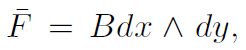 F̄ = Bdx ∧ dy,